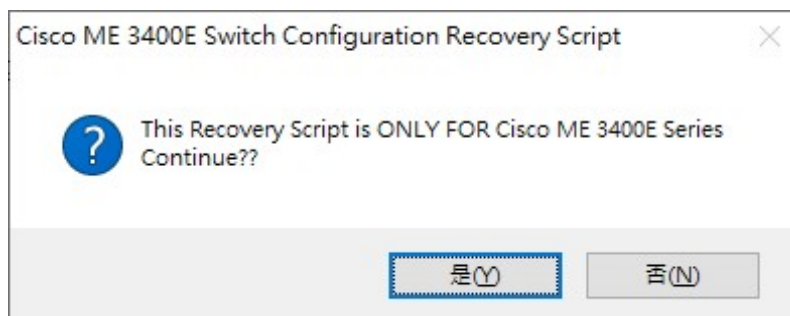 Cisco ME 3400E Switch Configuration Recovery Script
This Recovery Script is ONLY FOR Cisco ME 3400E Series
Continue??
是(Y)
否(N)